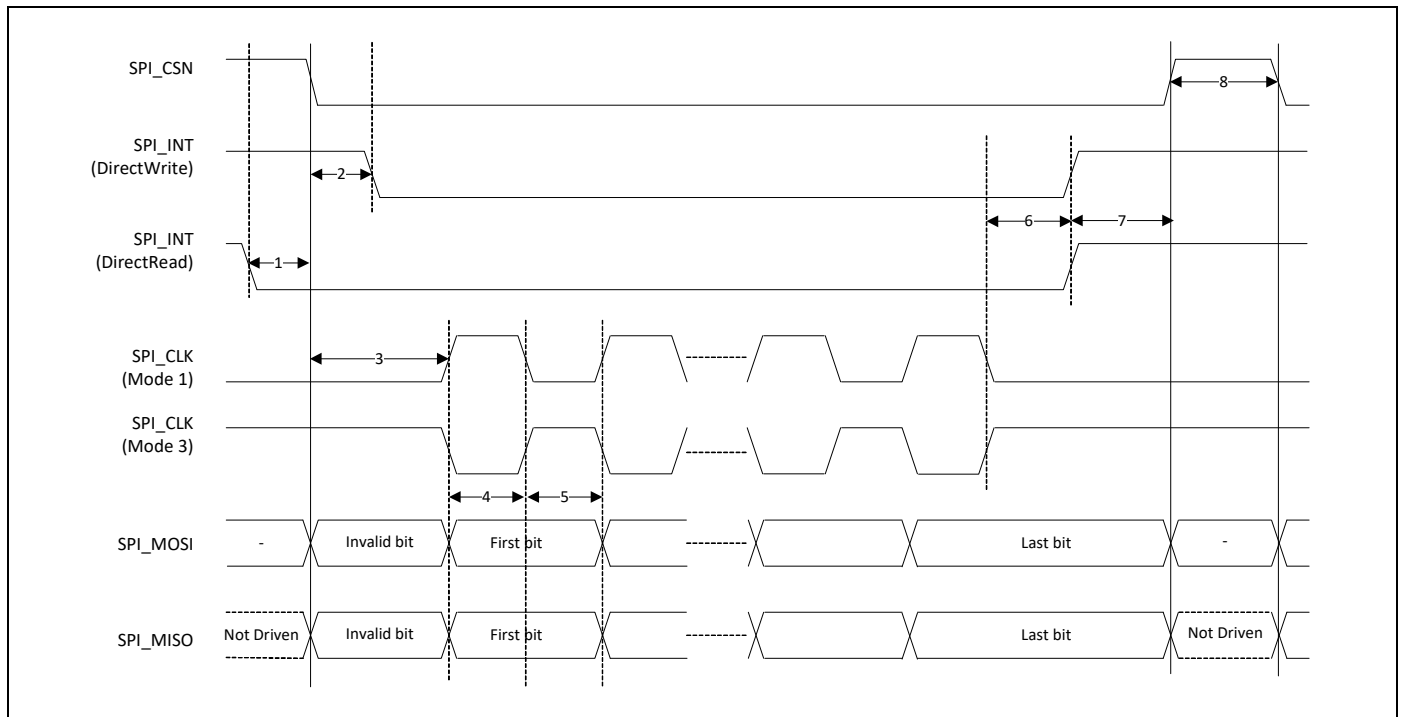 SPI_CSN
8
SPI_INT
(DirectWrite)
2
6
7
SPI_INT
(DirectRead)
1
SPI_CLK
(Mode 1)
3
SPI_CLK
(Mode 3)
4
5
SPI_MOSI
-
Invalid bit
First bit
Last bit
-
SPI_MISO
Not Driven
Invalid bit
First bit
Last bit
Not Driven